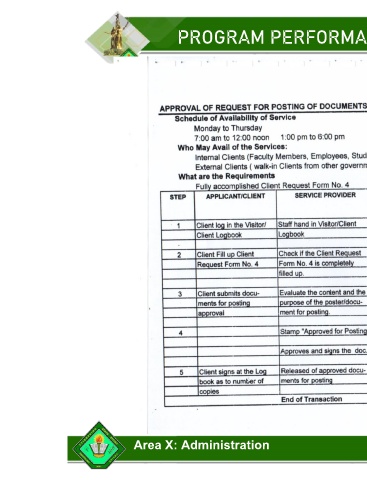 PROGRAM PERFORMA
APPROVAL OF REQUEST FOR POSTING OF DOCUMENTS
Schedule of Availability of Service
Monday to Thursday
7:00 am to 12:00 noon 1:00 pm to 6:00 pm
Who May Avail of the Services:
Internal Clients (Faculty Members, Employees, Stud
External Clients ( walk-in Clients from other governm
What are the Requirements
Fully accomplished Client Request Form No. 4
STEP APPLICANT/CLIENT SERVICE PROVIDER
1 Client log in the Visitor/ Staff hand in Visitor/Client
Client Logbook Logbook
2 Client Fill up Client Check if the Client Request
Request Form No. 4 Form No. 4 is completely
filled up.
3 Client submits docu- Evaluate the content and the
ments for posting purpose of the poster/docu-
approval ment for posting.
4 Stamp "Approved for Posting
Approves and signs the doc.
5 Client signs at the Log Released of approved docu-
book as to number of ments for posting
copies
End of Transaction
Area X: Administration